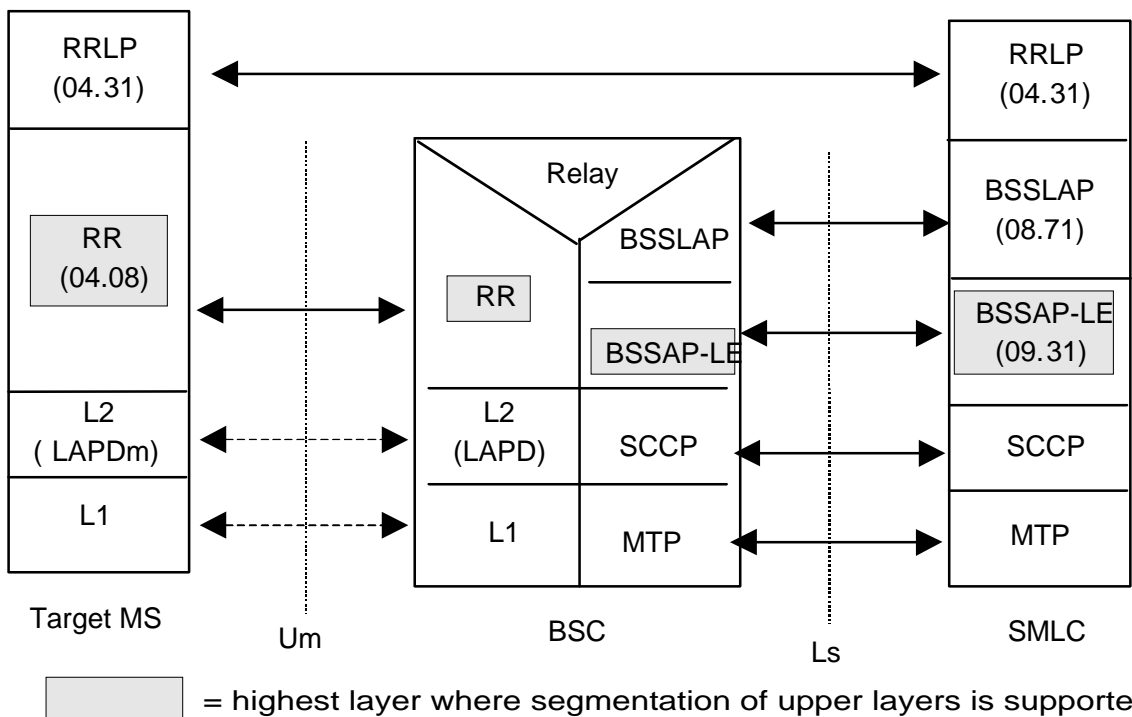 RRLP
(04.31)
RR
(04.08)
L2
( LAPDm)
L1
Target MS
Um
Relay
BSSLAP
RR
BSSAP-LE
L2
(LAPD)
SCCP
L1
MTP
BSC
Ls
RRLP
(04.31)
BSSLAP
(08.71)
BSSAP-LE
(09.31)
SCCP
MTP
SMLC
= highest layer where segmentation of upper layers is supporte